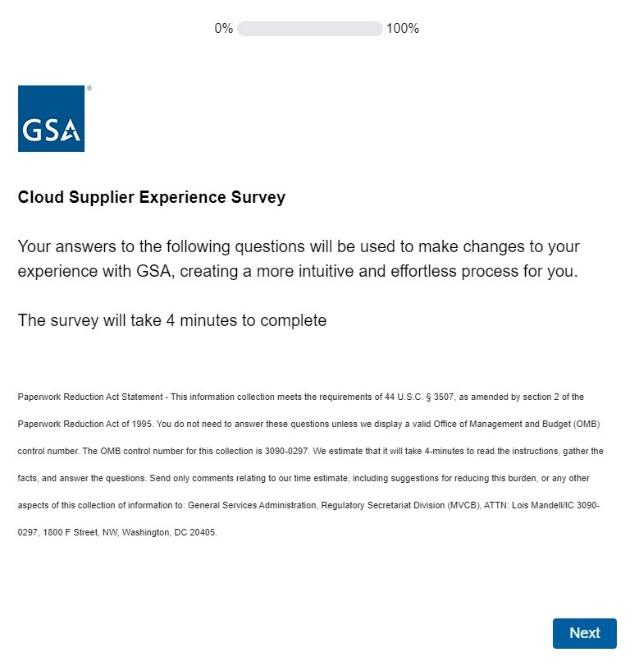 0% 100%
GSA®
Cloud Supplier Experience Survey
Your answers to the following questions will be used to make changes to your
experience with GSA, creating a more intuitive and effortless process for you.
The survey will take 4 minutes to complete
Paperwork Reduction Act Statement - This information collection meets the requirements of 44 U.S.C. § 3507, as amended by section 2 of the
Paperwork Reduction Act of 1995. You do not need to answer these questions unless we display a valid Office of Management and Budget (OMB)
control number. The OMB control number for this collection is 3090-0297. We estimate that it will take 4-minutes to read the instructions, gather the
facts, and answer the questions. Send only comments relating to our time estimate, including suggestions for reducing this burden, or any other
aspects of this collection of information to: General Services Administration, Regulatory Secretariat Division (MVCB), ATTN: Lois Mandell/IC 3090-
0297, 1800 F Street, NW, Washington, DC 20405.
Next